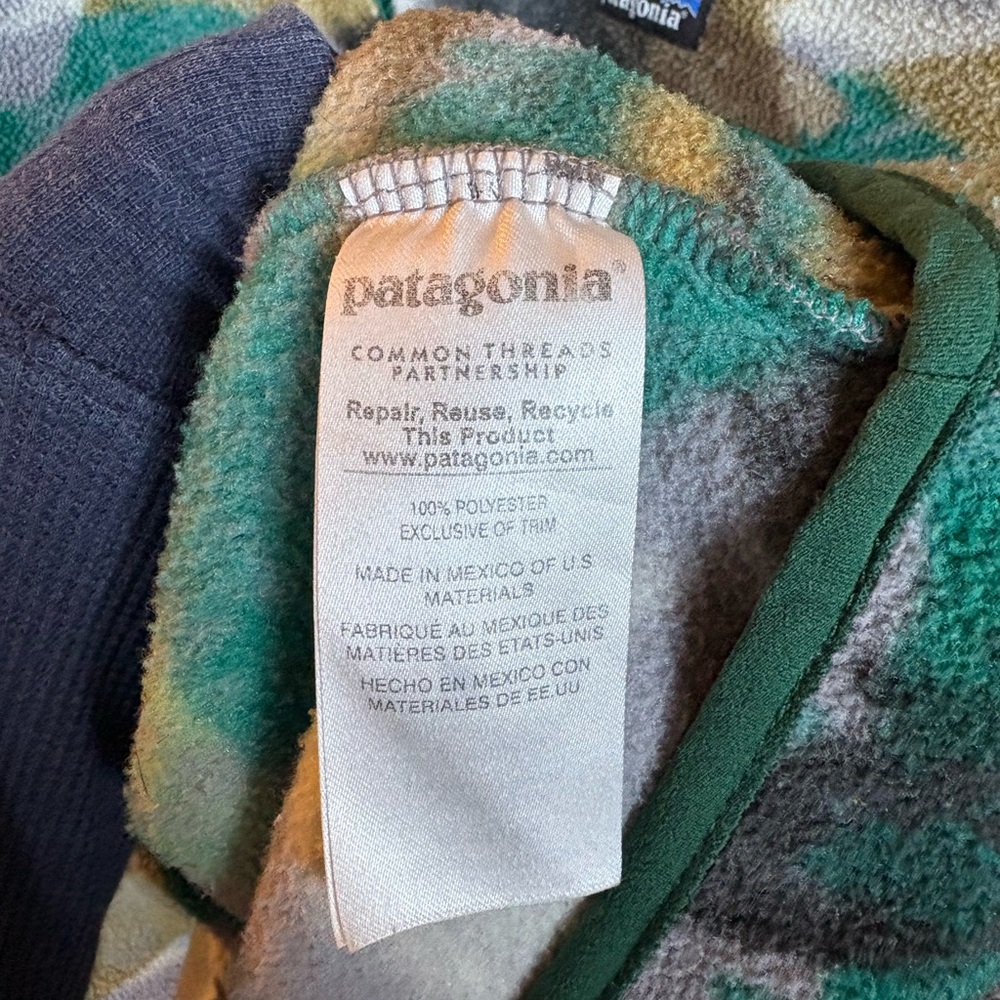 patagonia®
patagonia®
COMMON THREADS
PARTNERSHIP
Repair, Reuse, Recycle
This Product
www.patagonia.com
100% POLYESTER
EXCLUSIVE OF TRIM
MADE IN MEXICO OF U.S
MATERIALS
FABRIQUÉ AU MEXIQUE DES
MATIÈRES DES ETATS-UNIS
HECHO EN MEXICO CON
MATERIALES DE EE.UU